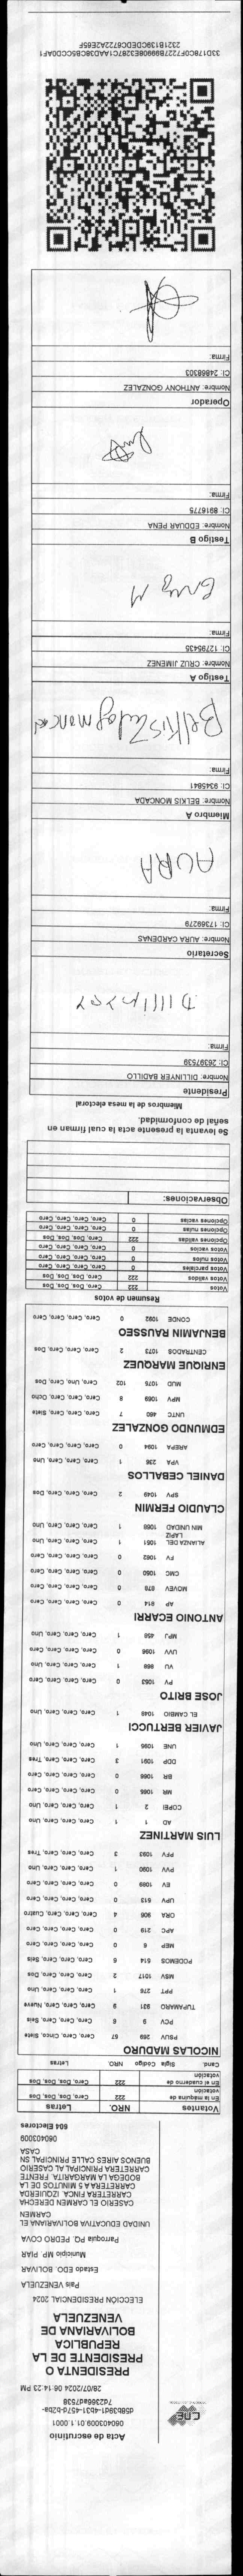 CNE
Acta de escrutinio
060403009.01.1.0001
d58b39d1-4b31-457d-b2ba-
7d2366ad7538
28/07/2024 06:14:23 PM
PRESIDENTA O
PRESIDENTE DE LA
REPUBLICA
BOLIVARIANA DE
VENEZUELA
ELECCIÓN PRESIDENCIAL 2024
Pais VENEZUELA
Estado EDO. BOLIVAR
Municipio MP. PIAR
Parroquia PQ. PEDRO COVA
UNIDAD EDUCATIVA BOLIVARIANA EL
CARMEN
CASERIO EL CARMEN DERECHA
CARRETERA FINCA. IZQUIERDA
CARRETERA A 5 MINUTOS DE LA
BODEGA LA MARGARITA. FRENTE
CARRETERA PRINCIPAL AL CASERIO
BUENOS AIRES CALLE PRINCIPAL SN
CASA
060403009
604 Electores
Votantes NRO. Letras
En la máquina de votación 222 Cero, Dos, Dos, Dos
En el cuaderno de votación 222 Cero, Dos, Dos, Dos
Cand. Sigla Código NRO. Letras
NICOLAS MADURO
PSUV 269 57 Cero, Cero, Cinco, Siete
PCV 9 6 Cero, Cero, Cero, Seis
TUPAMARO 931 9 Cero, Cero, Cero, Nueve
PPT 276 1 Cero, Cero, Cero, Uno
MSV 1017 2 Cero, Cero, Cero, Dos
PODEMOS 514 6 Cero, Cero, Cero, Seis
MEP 6 0 Cero, Cero, Cero, Cero
APC 219 0 Cero, Cero, Cero, Cero
ORA 906 4 Cero, Cero, Cero, Cuatro
UPV 513 0 Cero, Cero, Cero, Cero
EV 1089 0 Cero, Cero, Cero, Cero
PVV 1090 1 Cero, Cero, Cero, Uno
PFV 1093 3 Cero, Cero, Cero, Tres
LUIS MARTINEZ
AD 1 1 Cero, Cero, Cero, Uno
COPEI 2 1 Cero, Cero, Cero, Uno
MR 1065 0 Cero, Cero, Cero, Cero
BR 1066 0 Cero, Cero, Cero, Cero
DDP 1091 3 Cero, Cero, Cero, Tres
UNE 1095 1 Cero, Cero, Cero, Uno
JAVIER BERTUCCI
EL CAMBIO 1048 1 Cero, Cero, Cero, Uno
JOSE BRITO
PV 1053 0 Cero, Cero, Cero, Cero
VU 868 1 Cero, Cero, Cero, Uno
UVV 1096 0 Cero, Cero, Cero, Cero
MPJ 458 1 Cero, Cero, Cero, Uno
ANTONIO ECARRI
AP 814 0 Cero, Cero, Cero, Cero
MOVEV 878 0 Cero, Cero, Cero, Cero
CMC 1050 0 Cero, Cero, Cero, Cero
FV 1062 0 Cero, Cero, Cero, Cero
ALIANZA DEL LAPIZ 1051 1 Cero, Cero, Cero, Uno
MIN UNIDAD 1068 1 Cero, Cero, Cero, Uno
CLAUDIO FERMIN
SPV 1049 2 Cero, Cero, Cero, Dos
DANIEL CEBALLOS
VPA 236 1 Cero, Cero, Cero, Uno
AREPA 1094 0 Cero, Cero, Cero, Cero
EDMUNDO GONZALEZ
UNTC 460 7 Cero, Cero, Cero, Siete
MPV 1069 8 Cero, Cero, Cero, Ocho
MUD 1075 102 Cero, Uno, Cero, Dos
ENRIQUE MARQUEZ
CENTRADOS 1073 2 Cero, Cero, Cero, Dos
BENJAMIN RAUSSEO
CONDE 1092 0 Cero, Cero, Cero, Cero
Resumen de votos
Votos 222 Cero, Dos, Dos, Dos
Votos validos 222 Cero, Dos, Dos, Dos
Votos parciales 0 Cero, Cero, Cero, Cero
Votos nulos 0 Cero, Cero, Cero, Cero
Votos vacios 0 Cero, Cero, Cero, Cero
Opciones validas 222 Cero, Dos, Dos, Dos
Opciones nulas 0 Cero, Cero, Cero, Cero
Opciones vacias 0 Cero, Cero, Cero, Cero
Observaciones:
Se levanta la presente acta la cual firman en
señal de conformidad.
Miembros de la mesa electoral
Presidente
Nombre: DILLINYER BADILLO
CI: 26397539
Firma:
Dillinyer
Secretario
Nombre: AURA CARDENAS
CI: 17369279
Firma:
AURA
Miembro A
Nombre: BELKIS MONCADA
CI: 9345841
Firma:
Belkis
Testigo A
Nombre: CRUZ JIMENEZ
CI: 12795435
Firma:
Testigo B
Nombre: EDDUAR PENA
CI: 8916775
Firma:
Operador
Nombre: ANTHONY GONZALEZ
CI: 24868303
Firma:
33D178C0F7227B99908E3287C1AAD38CB5CCD0AF1
2321B139CDEDC6722A2E65F